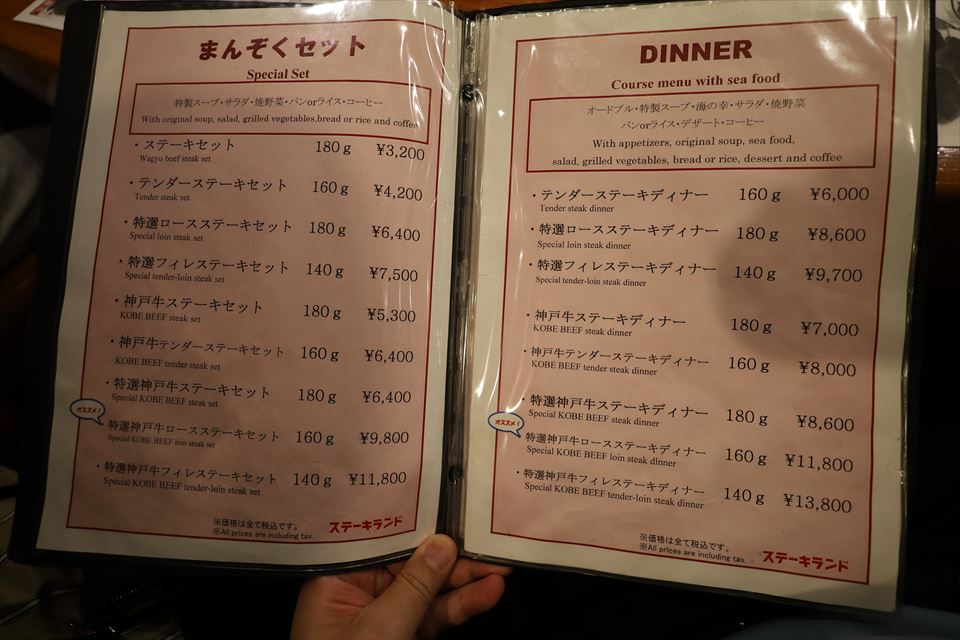 まんぞくセット
Special Set
特製スープ・サラダ・焼野菜・パンorライス・コーヒー
With original soup, salad, grilled vegetables,bread or rice and coffee
・ステーキセット 180g ¥3,200
Wagyu beef steak set
・テンダーステーキセット 160g ¥4,200
Tender steak set
・特選ロースステーキセット 180g ¥6,400
Special loin steak set
・特選フィレステーキセット 140g ¥7,500
Special tender-loin steak set
・神戸牛ステーキセット 180g ¥5,300
KOBE BEEF steak set
・神戸牛テンダーステーキセット 160g ¥6,400
KOBE BEEF tender steak set
・特選神戸牛ステーキセット 180g ¥6,400
Special KOBE BEEF steak set
オススメ!
・特選神戸牛ロースステーキセット 160g ¥9,800
Special KOBE BEEF loin steak set
・特選神戸牛フィレステーキセット 140g ¥11,800
Special KOBE BEEF tender-loin steak set
※価格は全て税込です。
※All prices are including tax.
ステーキランド
DINNER
Course menu with sea food
オードブル・特製スープ・海の幸・サラダ・焼野菜
パンorライス・デザート・コーヒー
With appetizers, original soup, sea food,
salad, grilled vegetables, bread or rice, dessert and coffee
・テンダーステーキディナー 160g ¥6,000
Tender steak dinner
・特選ロースステーキディナー 180g ¥8,600
Special loin steak dinner
・特選フィレステーキディナー 140g ¥9,700
Special tender-loin steak dinner
・神戸牛ステーキディナー 180g ¥7,000
KOBE BEEF steak dinner
・神戸牛テンダーステーキディナー 160g ¥8,000
KOBE BEEF tender steak dinner
・特選神戸牛ステーキディナー 180g ¥8,600
Special KOBE BEEF steak dinner
オススメ!
・特選神戸牛ロースステーキディナー 160g ¥11,800
Special KOBE BEEF loin steak dinner
・特選神戸牛フィレステーキディナー 140g ¥13,800
Special KOBE BEEF tender-loin steak dinner
※価格は全て税込です。
※All prices are including tax.
ステーキランド